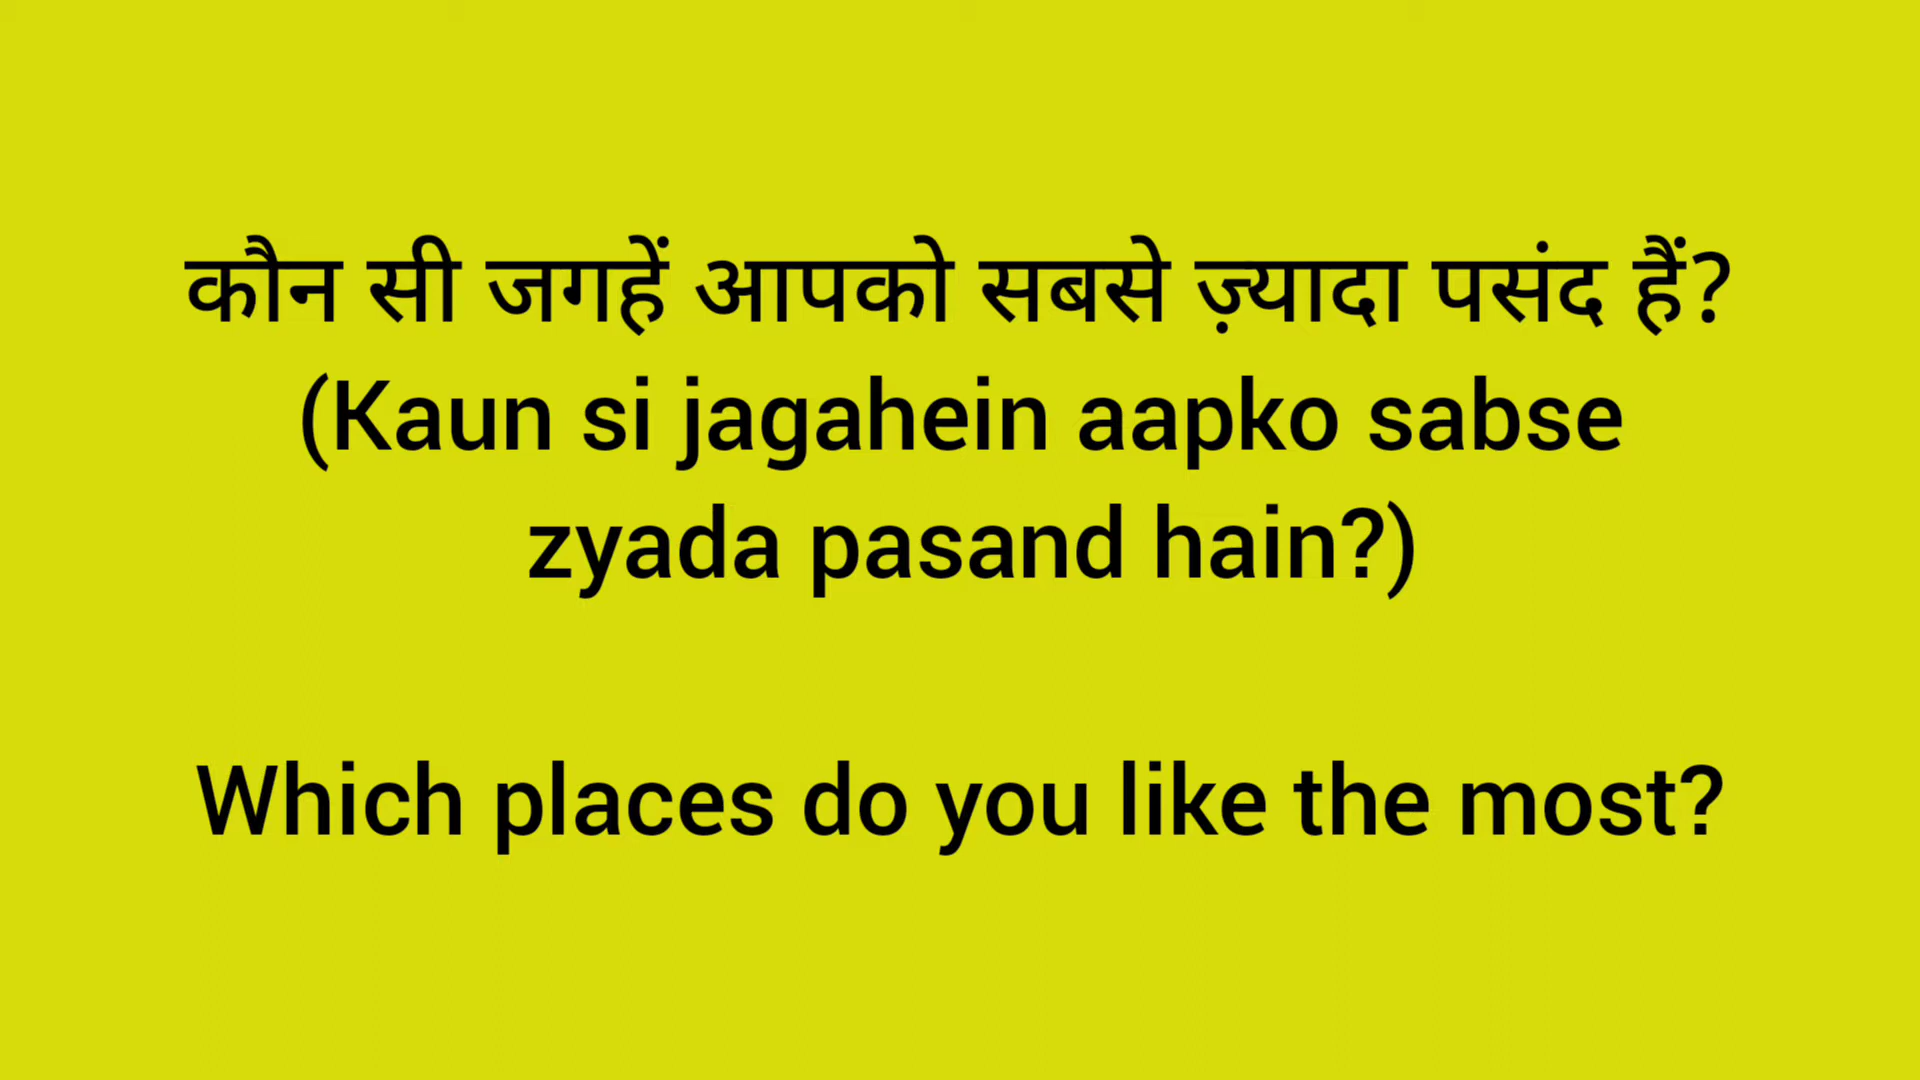 कौन सी जगहें आपको सबसे ज़्यादा पसंद हैं?
(Kaun si jagahein aapko sabse
zyada pasand hain?)
Which places do you like the most?